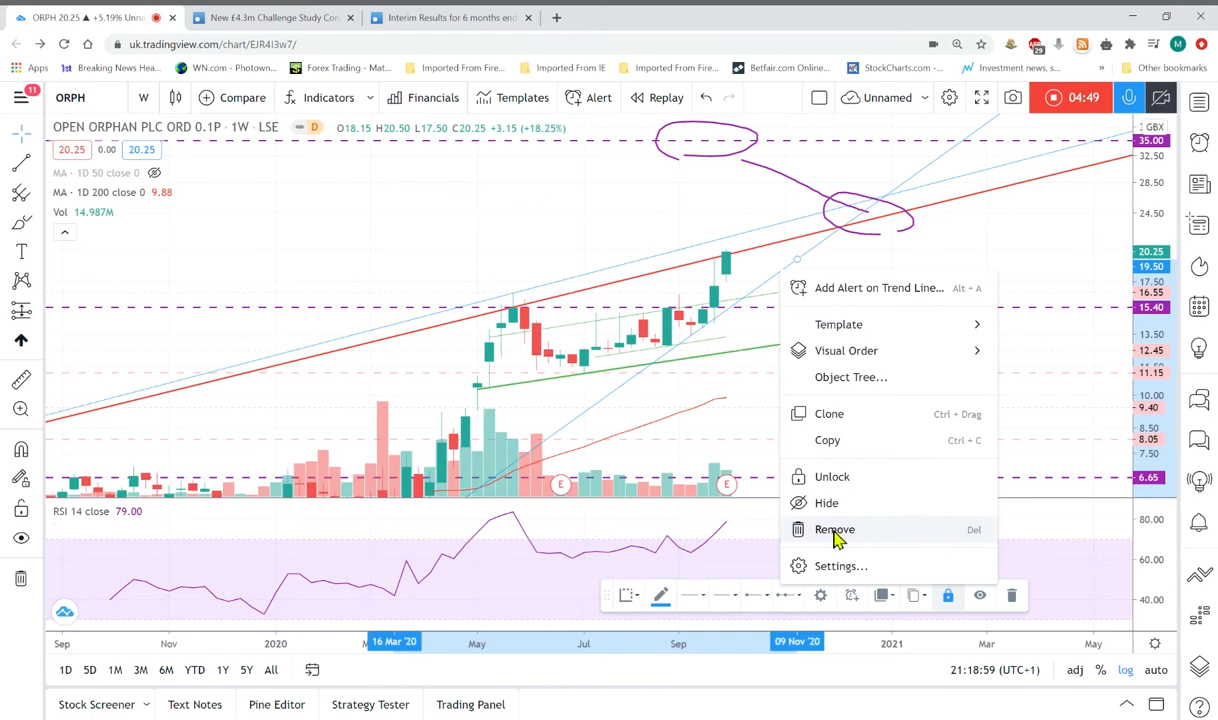 ORPH 20.25 ▲ +5.19% Unna
New £4.3m Challenge Study Con
Interim Results for 6 months end
uk.tradingview.com/chart/EJR4I3w7/
29
M
Apps
1st Breaking News Hea...
WN.com - Photown...
Forex Trading - Mat...
Imported From Fire...
Imported From IE
Imported From Fire...
Betfair.com Online...
StockCharts.com -...
Investment news, s...
»
Other bookmarks
11
ORPH
W
Compare
Indicators
Financials
Templates
Alert
Replay
Unnamed
04:49
OPEN ORPHAN PLC ORD 0.1P · 1W · LSE
D
O18.15 H20.50 L17.50 C20.25 +3.15 (+18.25%)
20.25 0.00 20.25
MA · 1D 50 close 0
MA · 1D 200 close 0 9.88
Vol 14.987M
GBX
35.00
32.50
28.50
24.50
20.25
19.50
17.50
16.55
15.40
13.50
12.45
11.15
10.00
9.40
8.50
8.05
7.50
6.65
Add Alert on Trend Line... Alt + A
Template
Visual Order
Object Tree...
Clone Ctrl + Drag
Copy Ctrl + C
Unlock
Hide
Remove Del
Settings...
E
E
RSI 14 close 79.00
80.00
60.00
40.00
Sep
Nov
2020
16 Mar '20
May
Jul
Sep
09 Nov '20
2021
Mar
May
1D 5D 1M 3M 6M YTD 1Y 5Y All
21:18:59 (UTC+1)
adj % log auto
Stock Screener
Text Notes
Pine Editor
Strategy Tester
Trading Panel